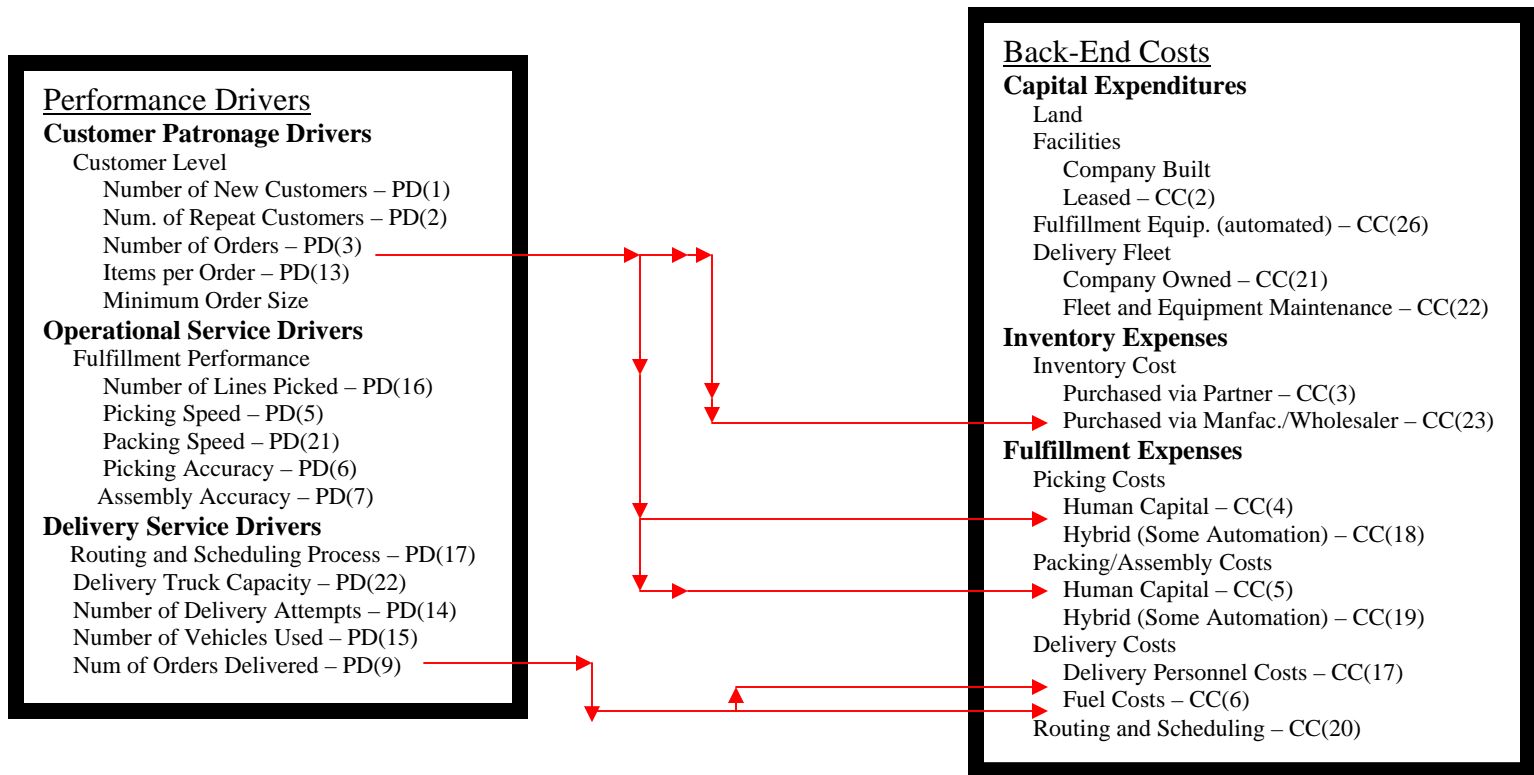 Performance Drivers
Customer Patronage Drivers
Customer Level
Number of New Customers – PD(1)
Num. of Repeat Customers – PD(2)
Number of Orders – PD(3)
Items per Order – PD(13)
Minimum Order Size
Operational Service Drivers
Fulfillment Performance
Number of Lines Picked – PD(16)
Picking Speed – PD(5)
Packing Speed – PD(21)
Picking Accuracy – PD(6)
Assembly Accuracy – PD(7)
Delivery Service Drivers
Routing and Scheduling Process – PD(17)
Delivery Truck Capacity – PD(22)
Number of Delivery Attempts – PD(14)
Number of Vehicles Used – PD(15)
Num of Orders Delivered – PD(9)
Back-End Costs
Capital Expenditures
Land
Facilities
Company Built
Leased – CC(2)
Fulfillment Equip. (automated) – CC(26)
Delivery Fleet
Company Owned – CC(21)
Fleet and Equipment Maintenance – CC(22)
Inventory Expenses
Inventory Cost
Purchased via Partner – CC(3)
Purchased via Manfac./Wholesaler – CC(23)
Fulfillment Expenses
Picking Costs
Human Capital – CC(4)
Hybrid (Some Automation) – CC(18)
Packing/Assembly Costs
Human Capital – CC(5)
Hybrid (Some Automation) – CC(19)
Delivery Costs
Delivery Personnel Costs – CC(17)
Fuel Costs – CC(6)
Routing and Scheduling – CC(20)